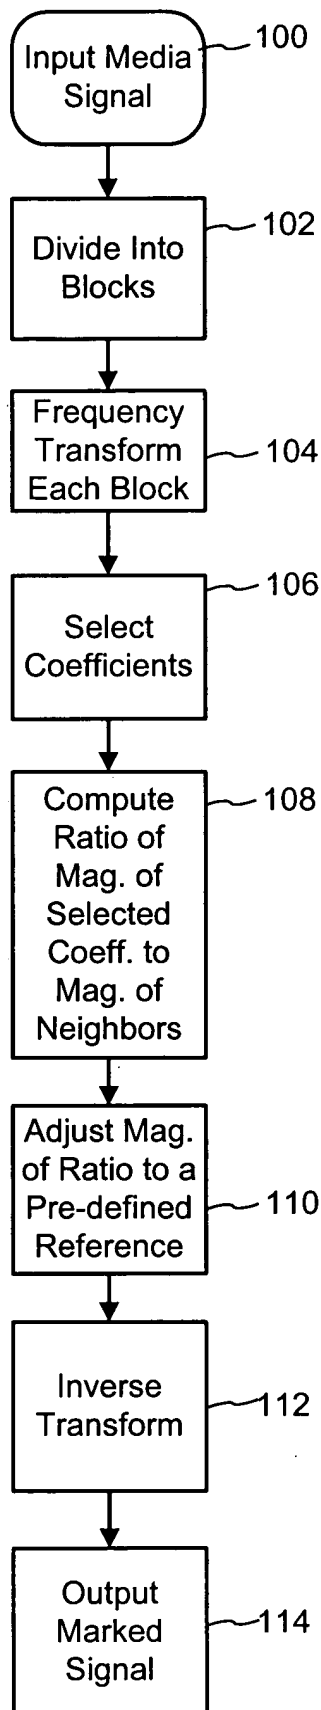 Input Media
Signal
100
Divide Into
Blocks
102
Frequency
Transform
Each Block
104
Select
Coefficients
106
Compute
Ratio of
Mag. of
Selected
Coeff. to
Mag. of
Neighbors
108
Adjust Mag.
of Ratio to a
Pre-defined
Reference
110
Inverse
Transform
112
Output
Marked
Signal
114